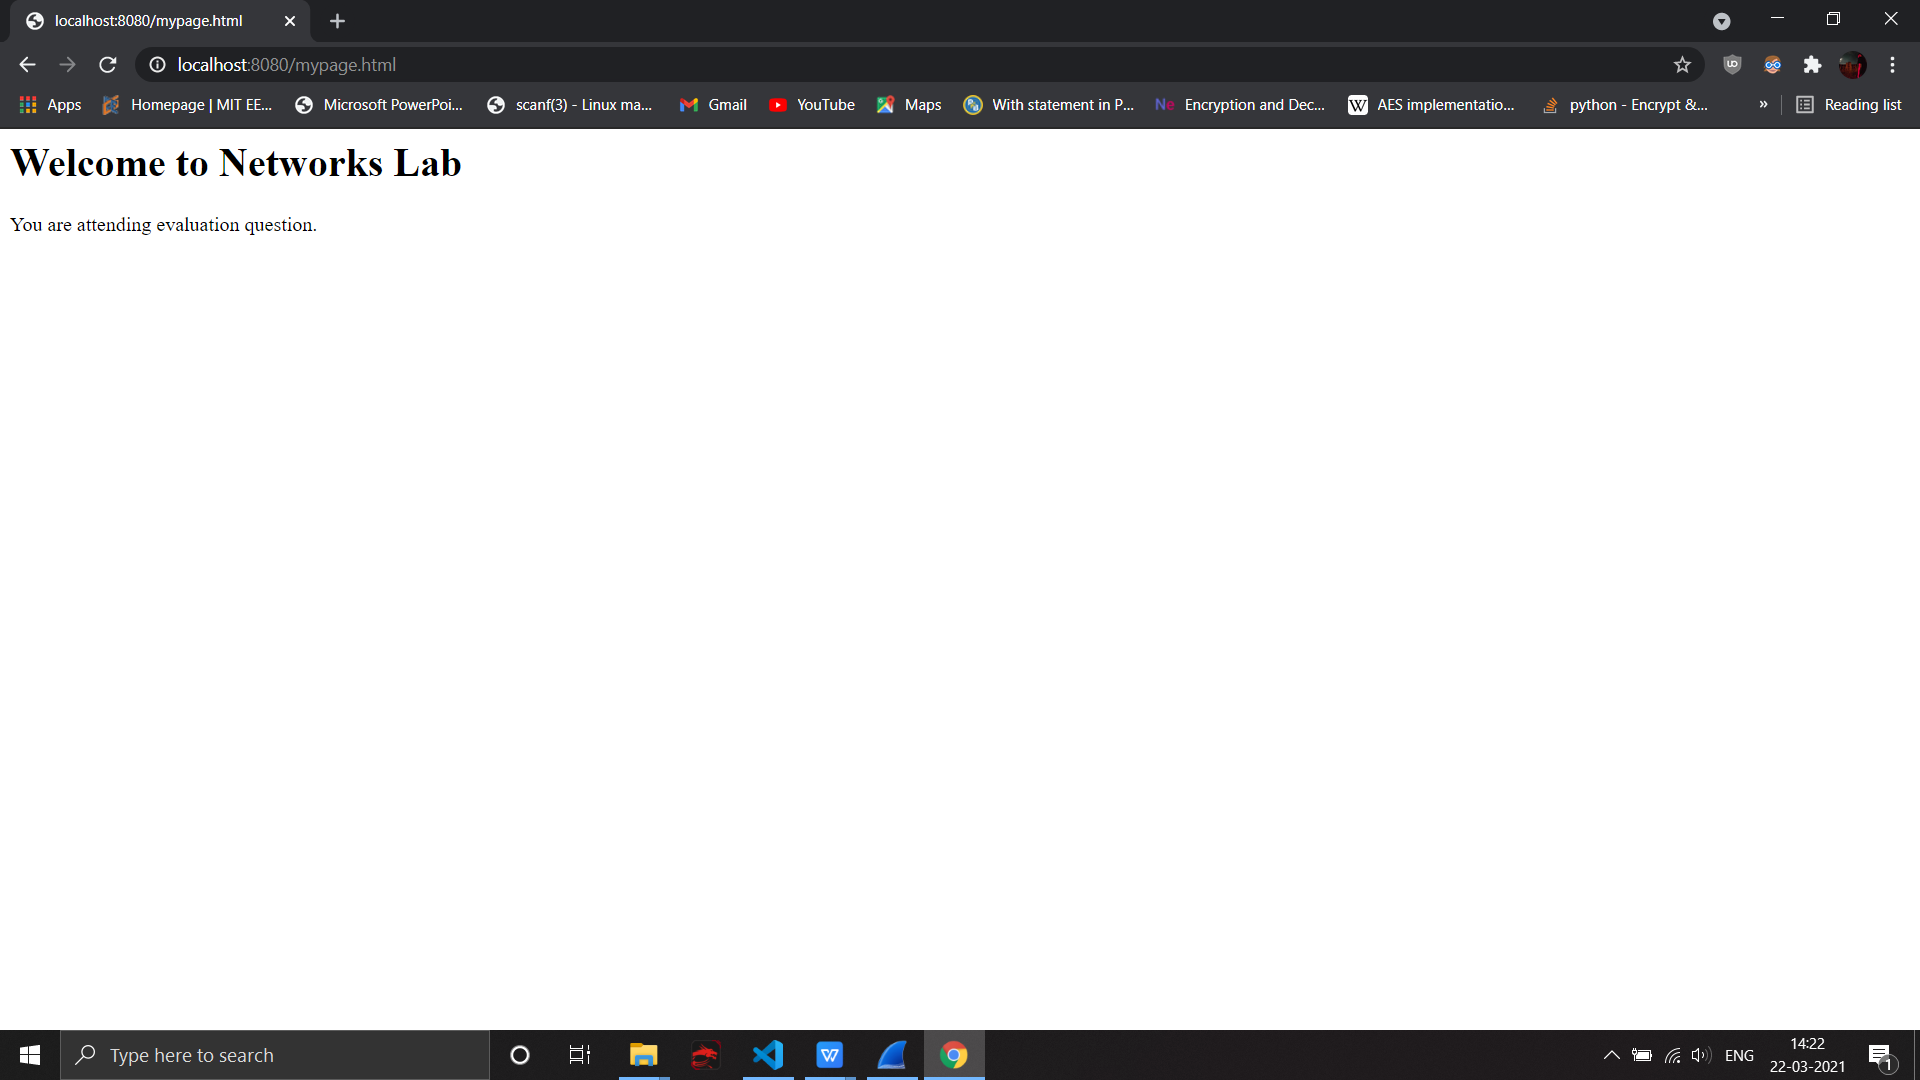 localhost:8080/mypage.html
localhost:8080/mypage.html
Apps Homepage | MIT EE... Microsoft PowerPoi... scanf(3) - Linux ma... Gmail YouTube Maps With statement in P... Ne Encryption and Dec... W AES implementatio... python - Encrypt &... » Reading list
Welcome to Networks Lab
You are attending evaluation question.
Type here to search
ENG
14:22
22-03-2021
1